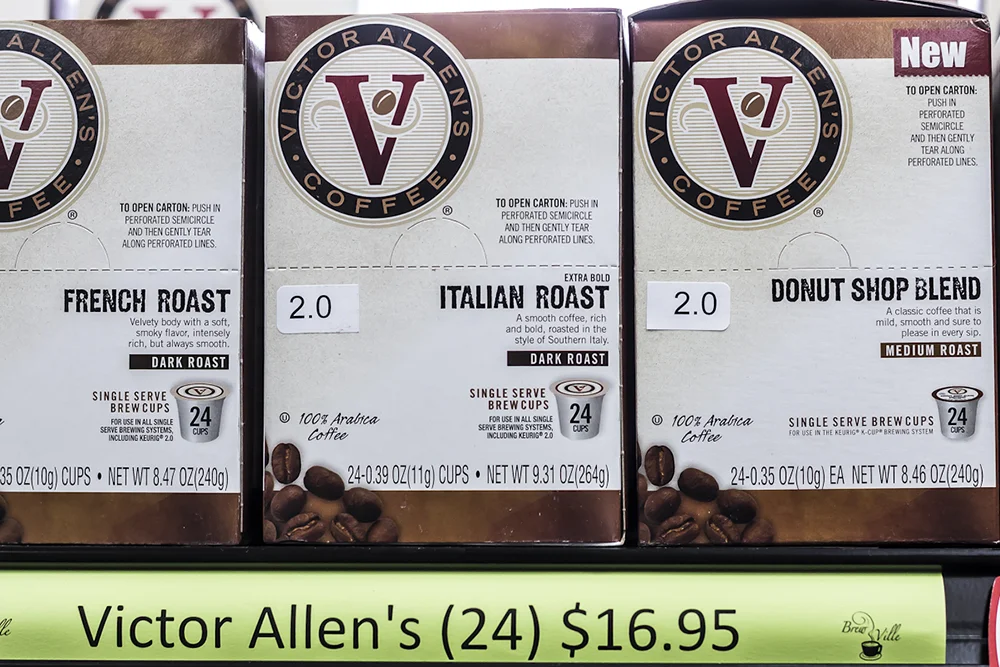 VICTOR ALLEN'S
COFFEE
®
TO OPEN CARTON: PUSH IN
PERFORATED SEMICIRCLE
AND THEN GENTLY TEAR
ALONG PERFORATED LINES.
FRENCH ROAST
Velvety body with a soft,
smoky flavor, intensely
rich, but always smooth.
DARK ROAST
SINGLE SERVE
BREW CUPS
FOR USE IN ALL SINGLE
SERVE BREWING SYSTEMS,
INCLUDING KEURIG® 2.0
24
CUPS
35 OZ(10g) CUPS • NET WT 8.47 OZ(240g)
VICTOR ALLEN'S
COFFEE
V
®
TO OPEN CARTON: PUSH IN
PERFORATED SEMICIRCLE
AND THEN GENTLY TEAR
ALONG PERFORATED LINES.
2.0
EXTRA BOLD
ITALIAN ROAST
A smooth coffee, rich
and bold, roasted in the
style of Southern Italy.
DARK ROAST
SINGLE SERVE
BREW CUPS
FOR USE IN ALL SINGLE
SERVE BREWING SYSTEMS,
INCLUDING KEURIG® 2.0
24
CUPS
U 100% Arabica
Coffee
24-0.39 OZ(11g) CUPS • NET WT 9.31 OZ(264g)
VICTOR ALLEN'S
COFFEE
V
®
New
TO OPEN CARTON:
PUSH IN
PERFORATED
SEMICIRCLE
AND THEN GENTLY
TEAR ALONG
PERFORATED LINES.
2.0
DONUT SHOP BLEND
A classic coffee that is
mild, smooth and sure to
please in every sip.
MEDIUM ROAST
U 100% Arabica
Coffee
SINGLE SERVE BREW CUPS
FOR USE IN THE KEURIG® K-CUP® BREWING SYSTEM
24
CUPS
24-0.35 OZ(10g) EA NET WT 8.46 OZ(240g)
Victor Allen's (24) $16.95
Brew Ville